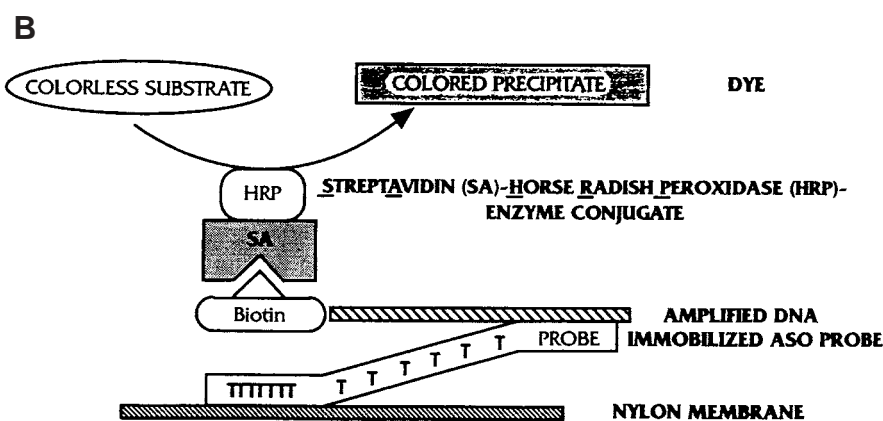 B
COLORLESS SUBSTRATE COLORED PRECIPITATE DYE
HRP STREPTAVIDIN (SA)-HORSE RADISH PEROXIDASE (HRP)-
ENZYME CONJUGATE
SA
Biotin AMPLIFIED DNA
PROBE IMMOBILIZED ASO PROBE
TTTTTTT T T T T T T
NYLON MEMBRANE